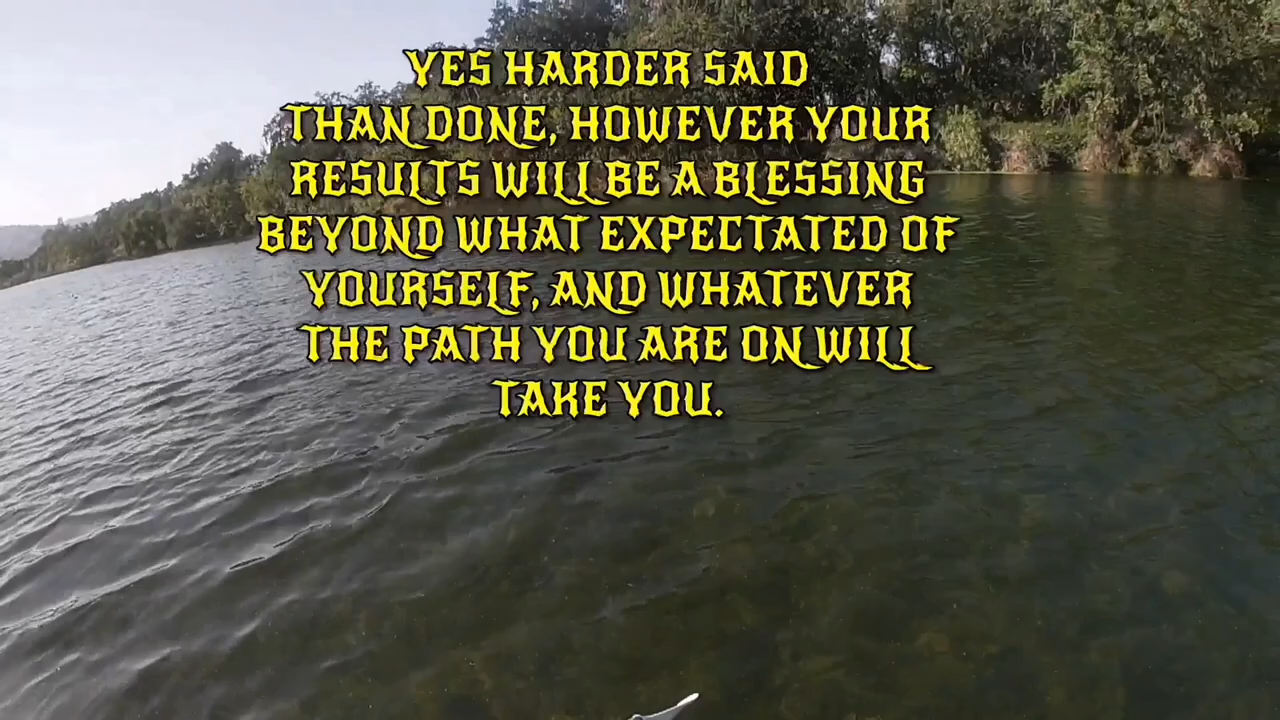 YES HARDER SAID
THAN DONE, HOWEVER YOUR
RESULTS WILL BE A BLESSING
BEYOND WHAT EXPECTATED OF
YOURSELF, AND WHATEVER
THE PATH YOU ARE ON WILL
TAKE YOU.